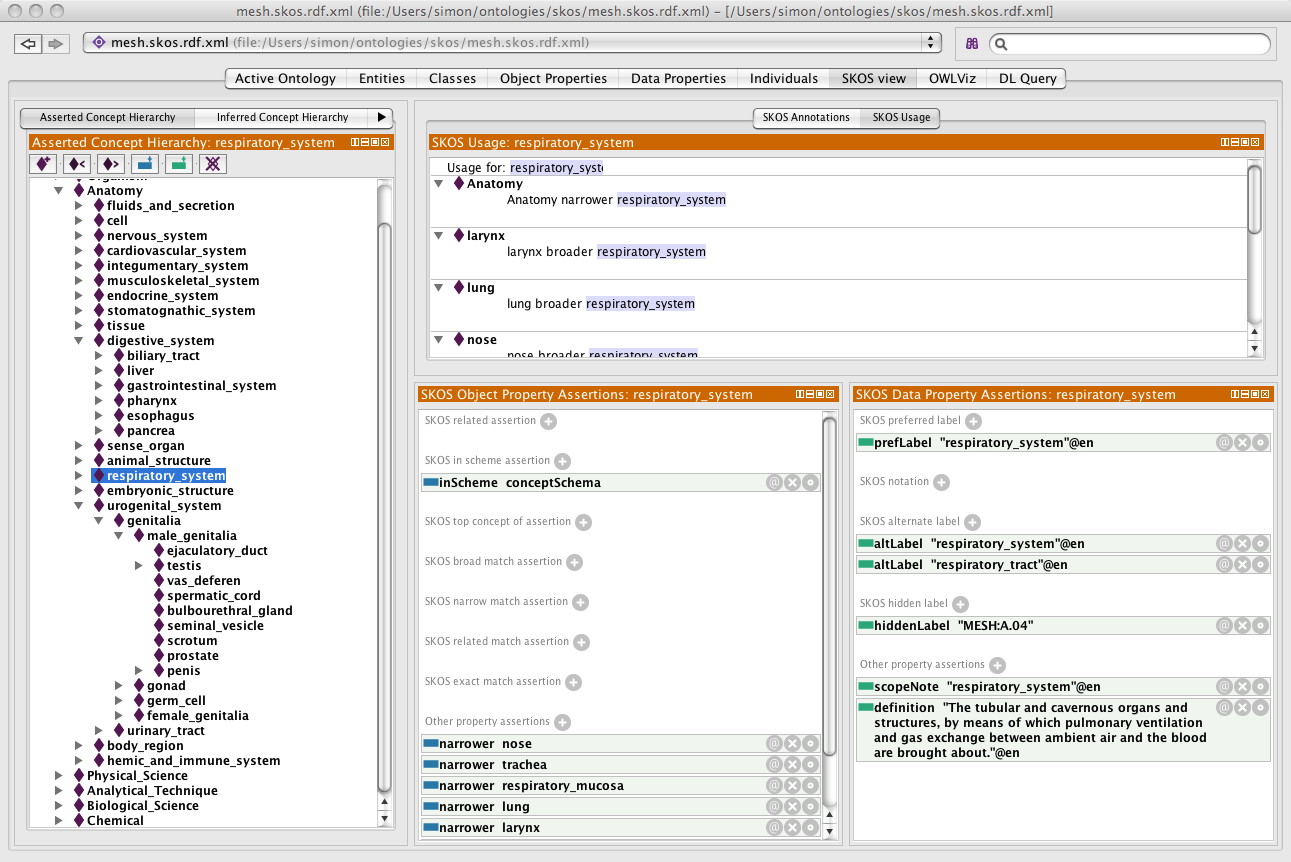 mesh.skos.rdf.xml (file:/Users/simon/ontologies/skos/mesh.skos.rdf.xml) – [/Users/simon/ontologies/skos/mesh.skos.rdf.xml]
mesh.skos.rdf.xml (file:/Users/simon/ontologies/skos/mesh.skos.rdf.xml)
Active Ontology Entities Classes Object Properties Data Properties Individuals SKOS view OWLViz DL Query
Asserted Concept Hierarchy Inferred Concept Hierarchy
Asserted Concept Hierarchy: respiratory_system
Anatomy
fluids_and_secretion
cell
nervous_system
cardiovascular_system
integumentary_system
musculoskeletal_system
endocrine_system
stomatognathic_system
tissue
digestive_system
biliary_tract
liver
gastrointestinal_system
pharynx
esophagus
pancrea
sense_organ
animal_structure
respiratory_system
embryonic_structure
urogenital_system
genitalia
male_genitalia
ejaculatory_duct
testis
vas_deferen
spermatic_cord
bulbourethral_gland
seminal_vesicle
scrotum
prostate
penis
gonad
germ_cell
female_genitalia
urinary_tract
body_region
hemic_and_immune_system
Physical_Science
Analytical_Technique
Biological_Science
Chemical
SKOS Annotations SKOS Usage
SKOS Usage: respiratory_system
Usage for: respiratory_syste
Anatomy
Anatomy narrower respiratory_system
larynx
larynx broader respiratory_system
lung
lung broader respiratory_system
nose
nose broader respiratory_system
SKOS Object Property Assertions: respiratory_system
SKOS related assertion
SKOS in scheme assertion
inScheme conceptSchema
SKOS top concept of assertion
SKOS broad match assertion
SKOS narrow match assertion
SKOS related match assertion
SKOS exact match assertion
Other property assertions
narrower nose
narrower trachea
narrower respiratory_mucosa
narrower lung
narrower larynx
SKOS Data Property Assertions: respiratory_system
SKOS preferred label
prefLabel "respiratory_system"@en
SKOS notation
SKOS alternate label
altLabel "respiratory_system"@en
altLabel "respiratory_tract"@en
SKOS hidden label
hiddenLabel "MESH:A.04"
Other property assertions
scopeNote "respiratory_system"@en
definition "The tubular and cavernous organs and
structures, by means of which pulmonary ventilation
and gas exchange between ambient air and the blood
are brought about."@en